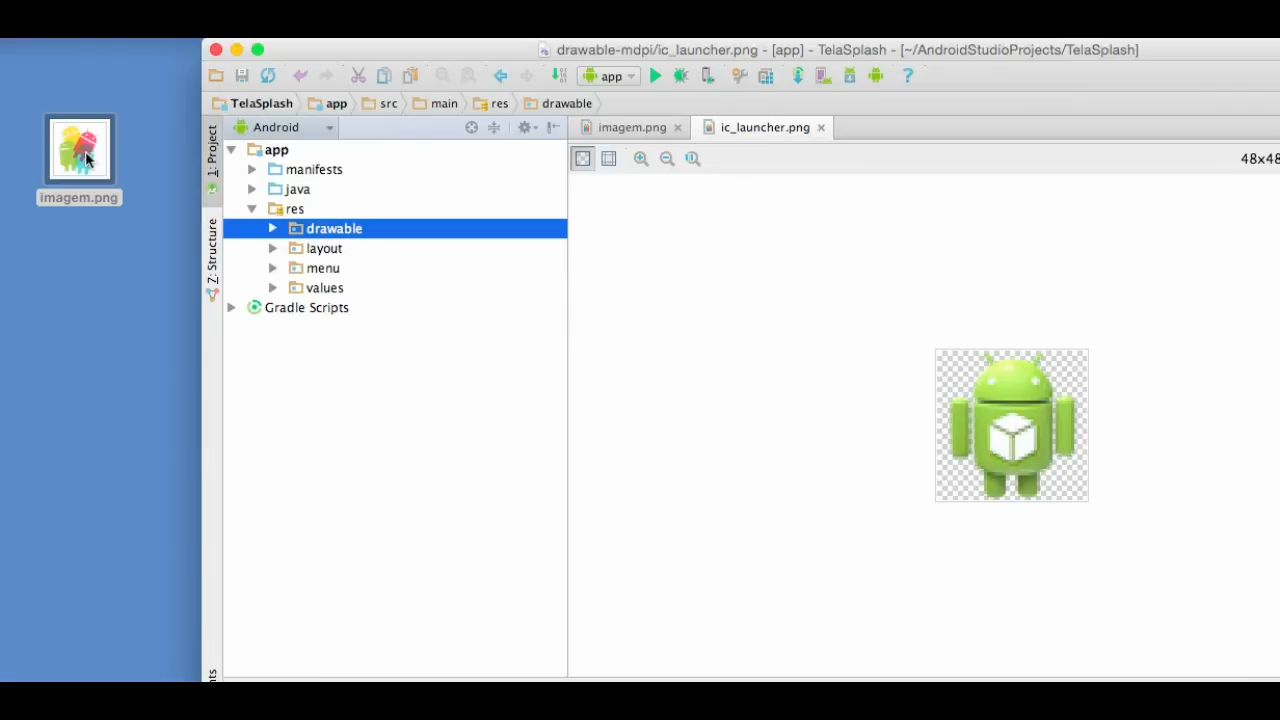 drawable-mdpi/ic_launcher.png - [app] - TelaSplash - [~/AndroidStudioProjects/TelaSplash]
app
?
TelaSplash app src main res drawable
1: Project
Android
imagem.png ic_launcher.png
app
manifests
java
res
drawable
layout
menu
values
Gradle Scripts
7: Structure
48x48
imagem.png